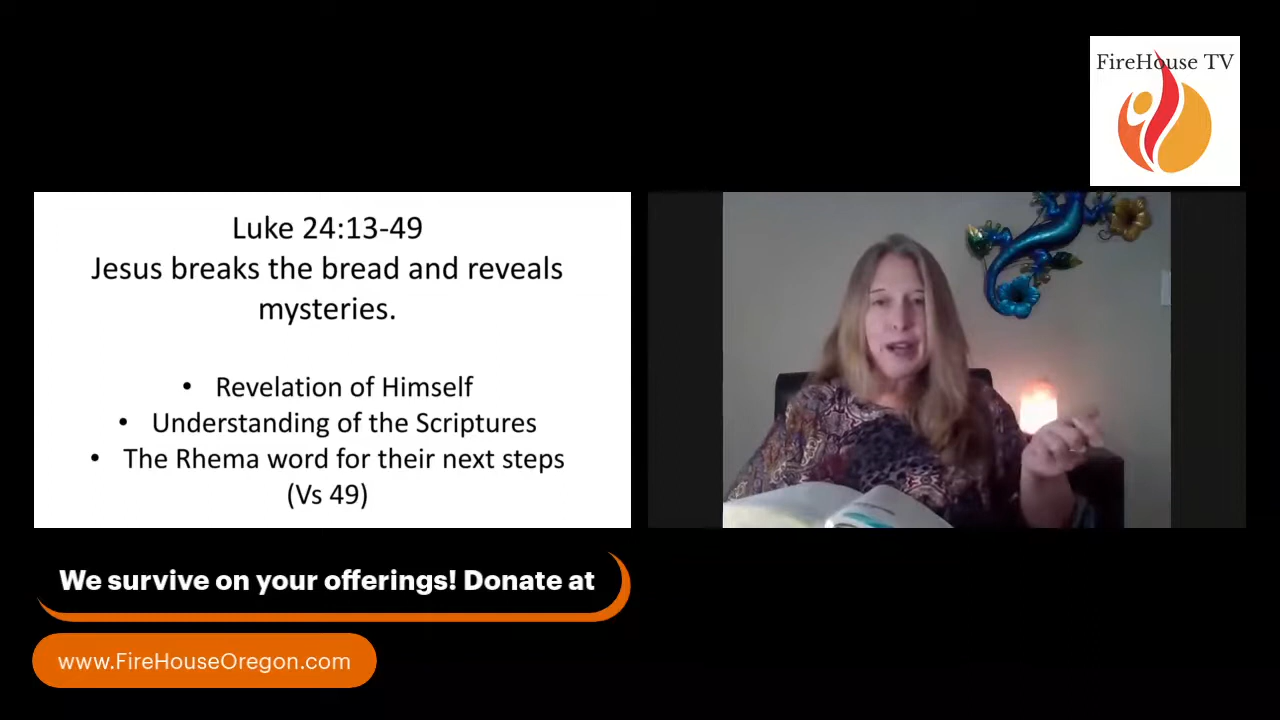 FireHouse TV
Luke 24:13-49
Jesus breaks the bread and reveals
mysteries.
• Revelation of Himself
• Understanding of the Scriptures
• The Rhema word for their next steps
(Vs 49)
We survive on your offerings! Donate at
www.FireHouseOregon.com